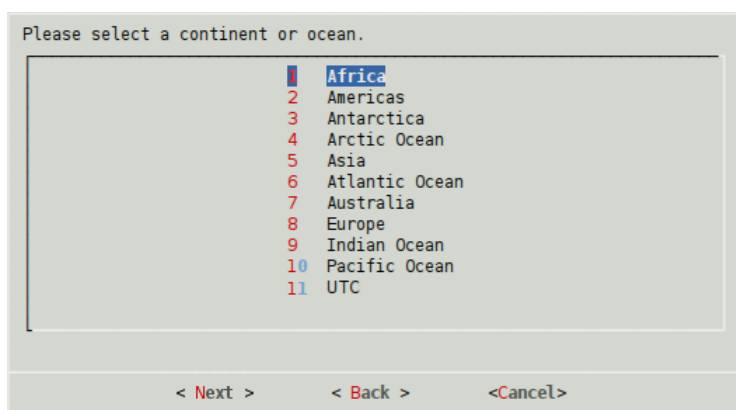 Please select a continent or ocean.
1 Africa
2 Americas
3 Antarctica
4 Arctic Ocean
5 Asia
6 Atlantic Ocean
7 Australia
8 Europe
9 Indian Ocean
10 Pacific Ocean
11 UTC
< Next > < Back > <Cancel>